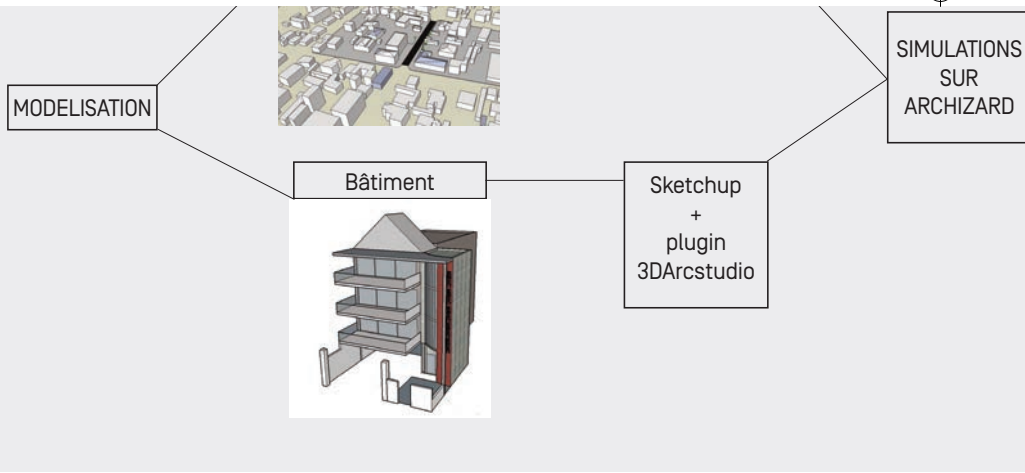 MODELISATION
Bâtiment
Sketchup
+
plugin
3DArcstudio
SIMULATIONS
SUR
ARCHIZARD